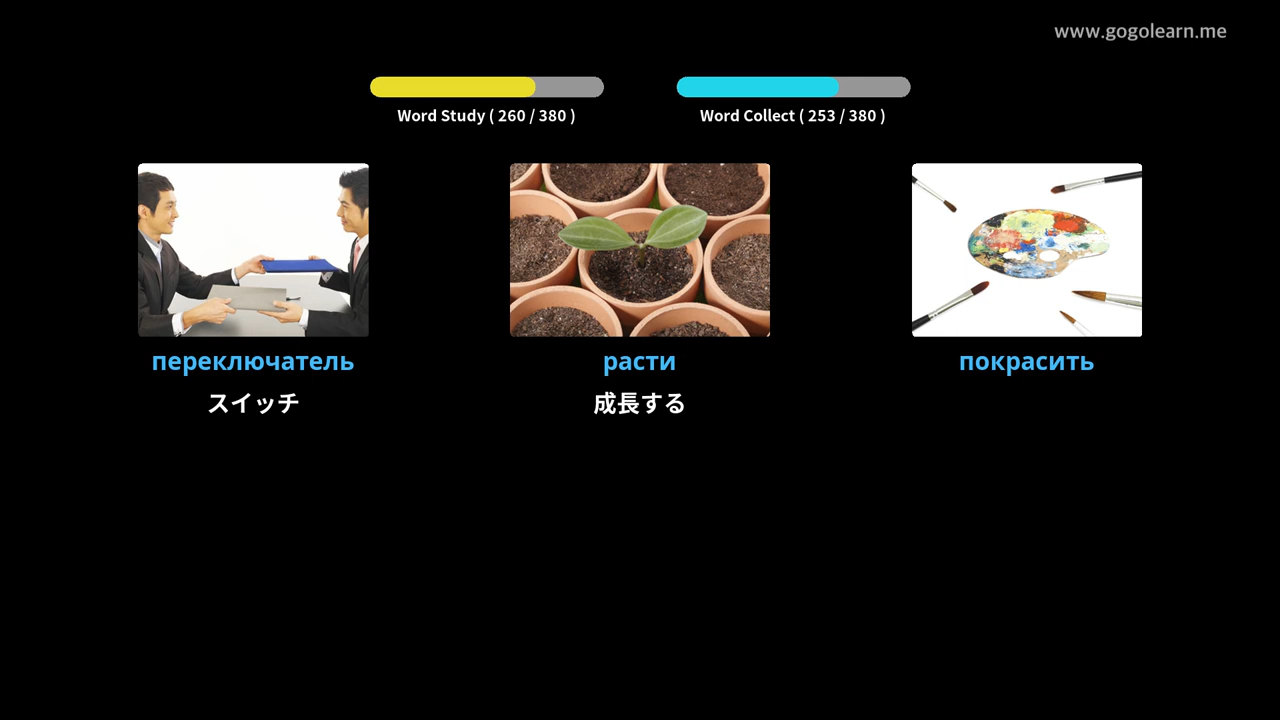 www.gogolearn.me
Word Study ( 260 / 380 )
Word Collect ( 253 / 380 )
переключатель
расти
покрасить
スイッチ
成長する